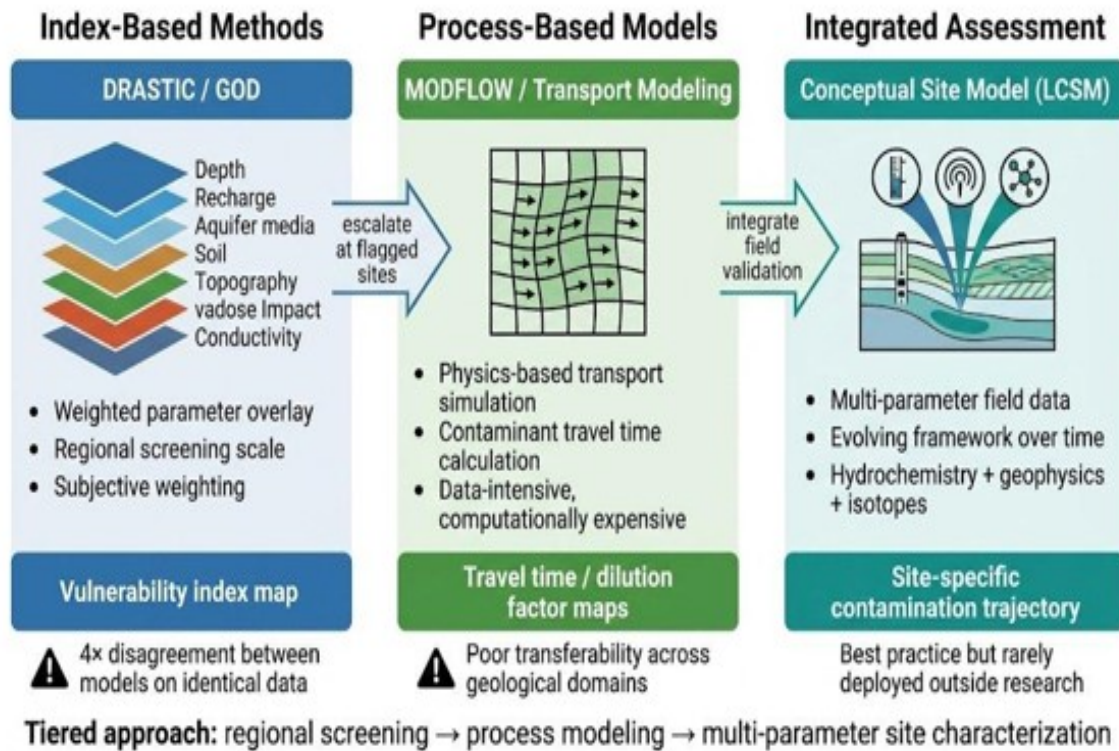 Index-Based Methods
DRASTIC / GOD
Depth
Recharge
Aquifer media
Soil
Topography
vadose Impact
Conductivity
• Weighted parameter overlay
• Regional screening scale
• Subjective weighting
Vulnerability index map
4× disagreement between
models on identical data
escalate
at flagged
sites
Process-Based Models
MODFLOW / Transport Modeling
• Physics-based transport
simulation
• Contaminant travel time
calculation
• Data-intensive,
computationally expensive
Travel time / dilution
factor maps
Poor transferability across
geological domains
integrate
field
validation
Integrated Assessment
Conceptual Site Model (LCSM)
• Multi-parameter field data
• Evolving framework over time
• Hydrochemistry + geophysics
+ isotopes
Site-specific
contamination trajectory
Best practice but rarely
deployed outside research
Tiered approach: regional screening → process modeling → multi-parameter site characterization